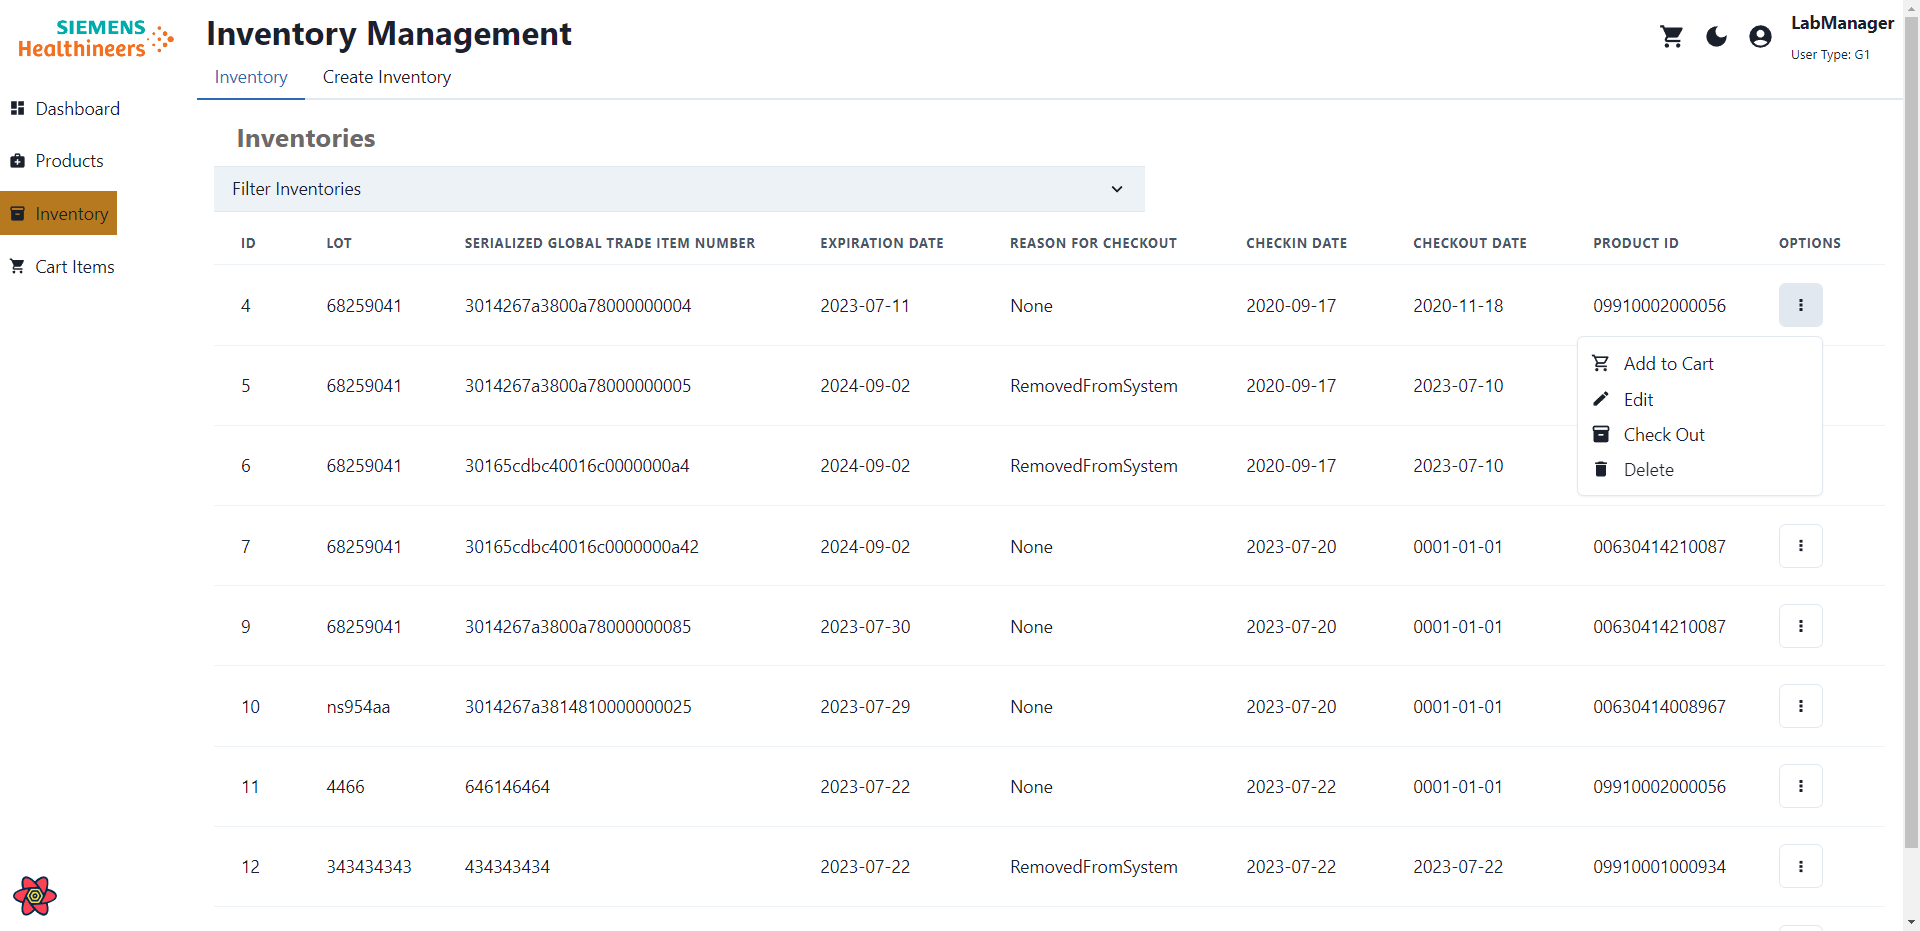 SIEMENS
Healthineers
Inventory Management
LabManager
User Type: G1
Inventory Create Inventory
Dashboard
Products
Inventory
Cart Items
Inventories
Filter Inventories
ID LOT SERIALIZED GLOBAL TRADE ITEM NUMBER EXPIRATION DATE REASON FOR CHECKOUT CHECKIN DATE CHECKOUT DATE PRODUCT ID OPTIONS
4 68259041 3014267a3800a78000000004 2023-07-11 None 2020-09-17 2020-11-18 09910002000056
Add to Cart
Edit
Check Out
Delete
5 68259041 3014267a3800a78000000005 2024-09-02 RemovedFromSystem 2020-09-17 2023-07-10
6 68259041 30165cdbc40016c0000000a4 2024-09-02 RemovedFromSystem 2020-09-17 2023-07-10
7 68259041 30165cdbc40016c0000000a42 2024-09-02 None 2023-07-20 0001-01-01 00630414210087
9 68259041 3014267a3800a78000000085 2023-07-30 None 2023-07-20 0001-01-01 00630414210087
10 ns954aa 3014267a3814810000000025 2023-07-29 None 2023-07-20 0001-01-01 00630414008967
11 4466 646146464 2023-07-22 None 2023-07-22 0001-01-01 09910002000056
12 343434343 434343434 2023-07-22 RemovedFromSystem 2023-07-22 2023-07-22 09910001000934